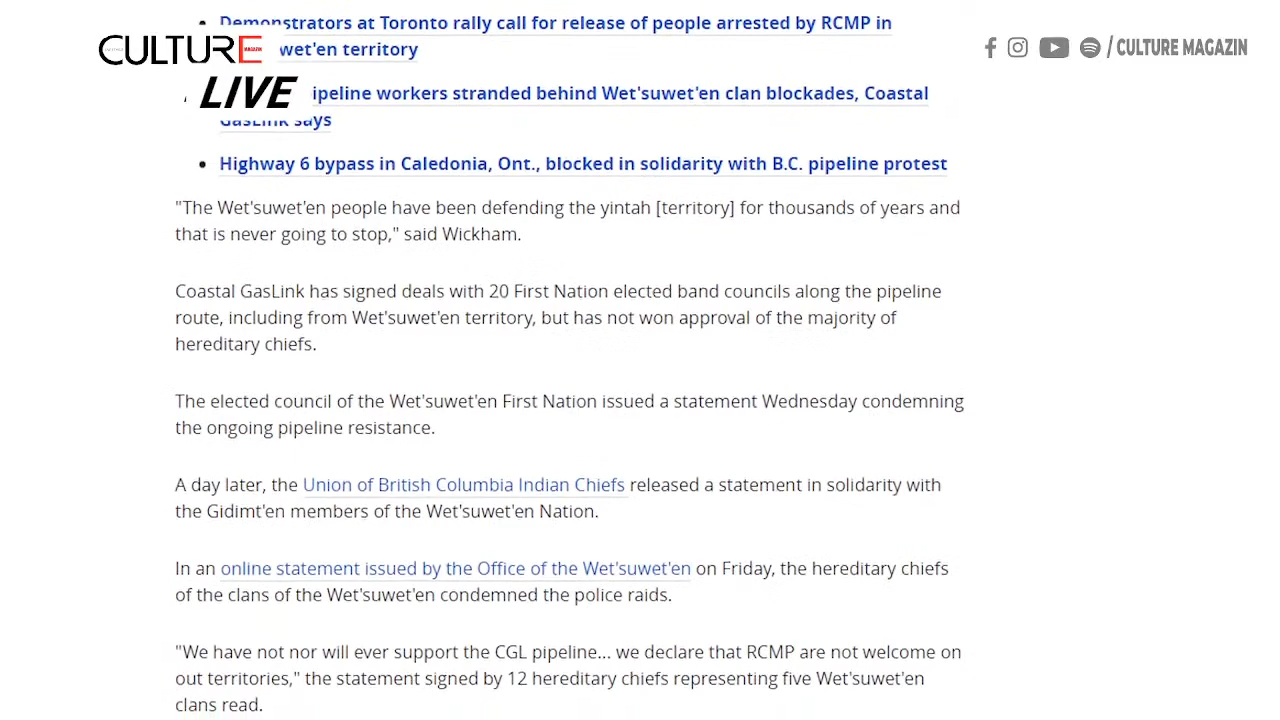 Demonstrators at Toronto rally call for release of people arrested by RCMP in
CULTURE
MAGAZIN
wet'en territory
/ CULTURE MAGAZIN
LIVE
ipeline workers stranded behind Wet'suwet'en clan blockades, Coastal
GasLink says
Highway 6 bypass in Caledonia, Ont., blocked in solidarity with B.C. pipeline protest
"The Wet'suwet'en people have been defending the yintah [territory] for thousands of years and
that is never going to stop," said Wickham.
Coastal GasLink has signed deals with 20 First Nation elected band councils along the pipeline
route, including from Wet'suwet'en territory, but has not won approval of the majority of
hereditary chiefs.
The elected council of the Wet'suwet'en First Nation issued a statement Wednesday condemning
the ongoing pipeline resistance.
A day later, the Union of British Columbia Indian Chiefs released a statement in solidarity with
the Gidimt'en members of the Wet'suwet'en Nation.
In an online statement issued by the Office of the Wet'suwet'en on Friday, the hereditary chiefs
of the clans of the Wet'suwet'en condemned the police raids.
"We have not nor will ever support the CGL pipeline... we declare that RCMP are not welcome on
out territories," the statement signed by 12 hereditary chiefs representing five Wet'suwet'en
clans read.